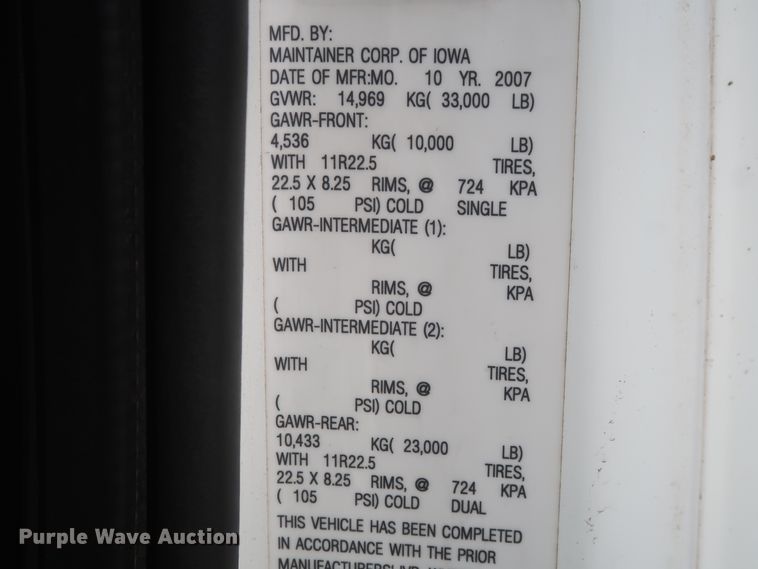 MFD. BY:
MAINTAINER CORP. OF IOWA
DATE OF MFR:MO. 10 YR. 2007
GVWR: 14,969 KG( 33,000 LB)
GAWR-FRONT:
4,536 KG( 10,000 LB)
WITH 11R22.5 TIRES,
22.5 X 8.25 RIMS, @ 724 KPA
( 105 PSI) COLD SINGLE
GAWR-INTERMEDIATE (1):
KG( LB)
WITH TIRES,
RIMS, @ KPA
( PSI) COLD
GAWR-INTERMEDIATE (2):
KG( LB)
WITH TIRES,
RIMS, @ KPA
( PSI) COLD
GAWR-REAR:
10,433 KG( 23,000 LB)
WITH 11R22.5 TIRES,
22.5 X 8.25 RIMS, @ 724 KPA
( 105 PSI) COLD DUAL
THIS VEHICLE HAS BEEN COMPLETED
IN ACCORDANCE WITH THE PRIOR
Purple Wave Auction